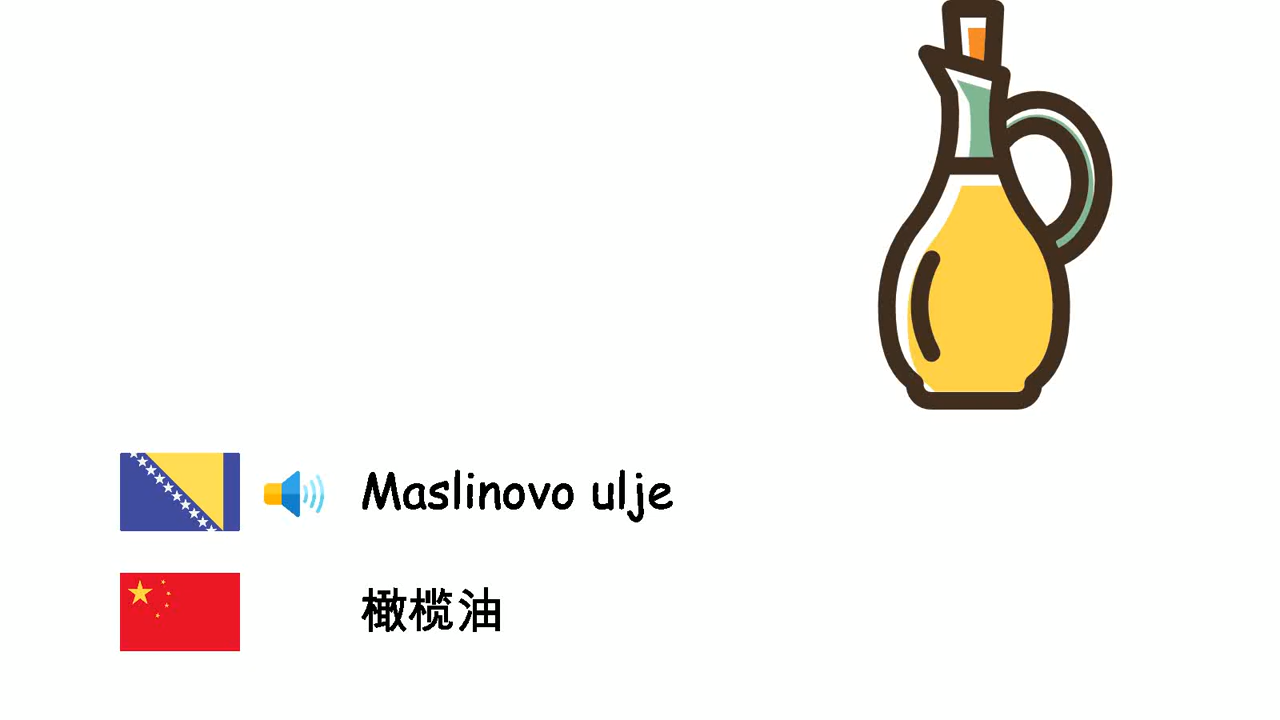 Maslinovo ulje
橄榄油